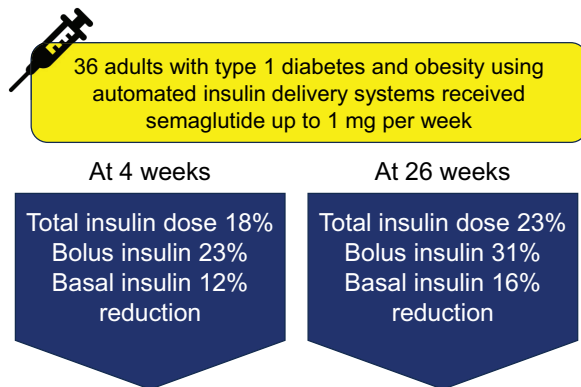 36 adults with type 1 diabetes and obesity using
automated insulin delivery systems received
semaglutide up to 1 mg per week
At 4 weeks
Total insulin dose 18%
Bolus insulin 23%
Basal insulin 12%
reduction
At 26 weeks
Total insulin dose 23%
Bolus insulin 31%
Basal insulin 16%
reduction